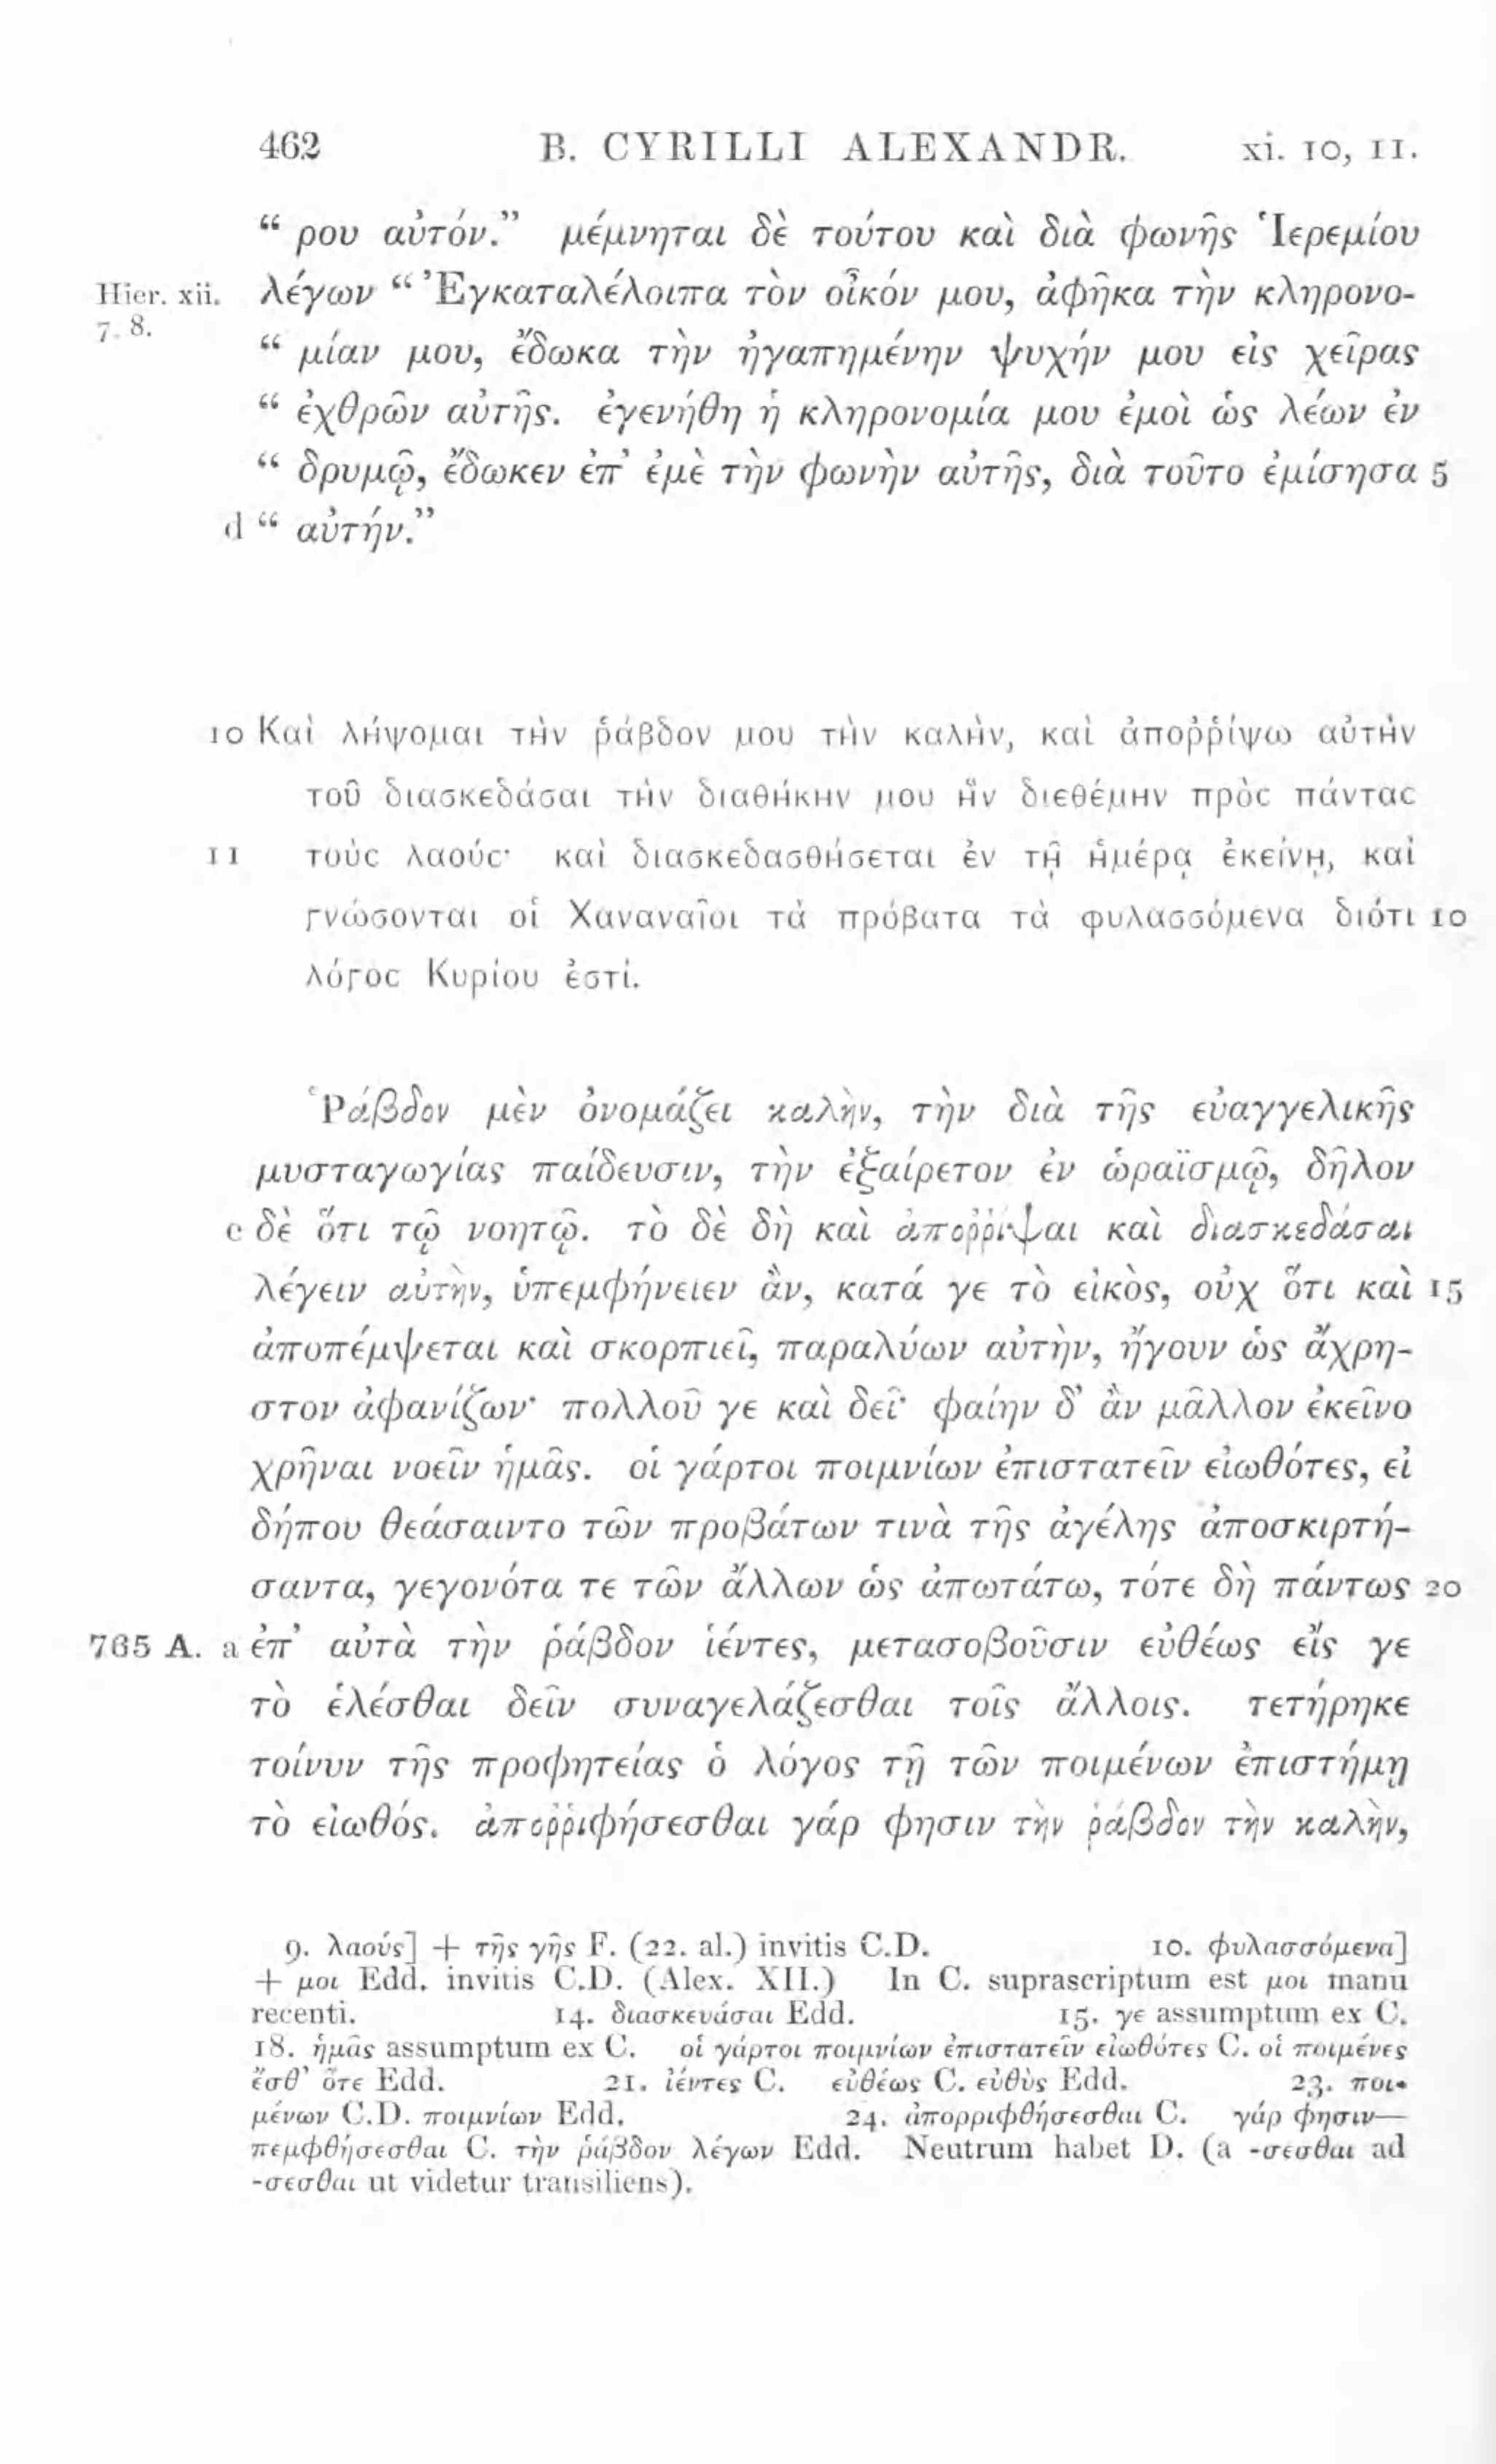 462 B. CYRILLI ALEXANDR. xi. 10, 11.
“ ρου αὐτόν.” μέμνηται δὲ τούτου καὶ διὰ φωνῆς Ἱερεμίου
Hier. xii. 7. 8. λέγων “Ἐγκαταλέλοιπα τὸν οἶκόν μου, ἀφῆκα τὴν κληρονο-
“ μίαν μου, ἔδωκα τὴν ἠγαπημένην ψυχήν μου εἰς χεῖρας
“ ἐχθρῶν αὐτῆς. ἐγενήθη ἡ κληρονομία μου ἐμοὶ ὡς λέων ἐν
“ δρυμῷ, ἔδωκεν ἐπ’ ἐμὲ τὴν φωνὴν αὐτῆς, διὰ τοῦτο ἐμίσησα 5
d “ αὐτήν.”
10 Καὶ λήψομαι τὴν ῥάβδον μου τὴν καλὴν, καὶ ἀποῤῥίψω αὐτὴν
τοῦ διασκεδάσαι τὴν διαθήκην μου ἣν διεθέμην πρὸς πάντας
11 τοὺς λαούς· καὶ διασκεδασθήσεται ἐν τῇ ἡμέρᾳ ἐκείνῃ, καὶ
γνώσονται οἱ Χαναναῖοι τὰ πρόβατα τὰ φυλασσόμενα διότι 10
λόγος Κυρίου ἐστί.
Ῥάβδον μὲν ὀνομάζει καλὴν, τὴν διὰ τῆς εὐαγγελικῆς
μυσταγωγίας παίδευσιν, τὴν ἐξαίρετον ἐν ὡραϊσμῷ, δῆλον
e δὲ ὅτι τῷ νοητῷ. τὸ δὲ δὴ καὶ ἀποῤῥίψαι καὶ διασκεδάσαι
λέγειν αὐτὴν, ὑπεμφήνειεν ἂν, κατά γε τὸ εἰκὸς, οὐχ ὅτι καὶ 15
ἀποπέμψεται καὶ σκορπιεῖ, παραλύων αὐτὴν, ἤγουν ὡς ἄχρη-
στον ἀφανίζων· πολλοῦ γε καὶ δεῖ· φαίην δ’ ἂν μᾶλλον ἐκεῖνο
χρῆναι νοεῖν ἡμᾶς. οἱ γάρτοι ποιμνίων ἐπιστατεῖν εἰωθότες, εἰ
δήπου θεάσαιντο τῶν προβάτων τινὰ τῆς ἀγέλης ἀποσκιρτή-
σαντα, γεγονότα τε τῶν ἄλλων ὡς ἀπωτάτω, τότε δὴ πάντως 20
765 A. a ἐπ’ αὐτὰ τὴν ῥάβδον ἱέντες, μετασοβοῦσιν εὐθέως εἴς γε
τὸ ἑλέσθαι δεῖν συναγελάζεσθαι τοῖς ἄλλοις. τετήρηκε
τοίνυν τῆς προφητείας ὁ λόγος τῇ τῶν ποιμένων ἐπιστήμῃ
τὸ εἰωθός. ἀποῤῥιφήσεσθαι γάρ φησιν τὴν ῥάβδον τὴν καλὴν,
9. λαούς] + τῆς γῆς F. (22. al.) invitis C.D. 10. φυλασσόμενα]
+ μοι Edd. invitis C.D. (Alex. XII.) In C. suprascriptum est μοι manu
recenti. 14. διασκευάσαι Edd. 15. γε assumptum ex C.
18. ἡμᾶς assumptum ex C. οἱ γάρτοι ποιμνίων ἐπιστατεῖν εἰωθότες C. οἱ ποιμένες
ἔσθ’ ὅτε Edd. 21. ἱέντες C. εὐθέως C. εὐθὺς Edd. 23. ποι-
μένων C.D. ποιμνίων Edd. 24. ἀπορριφθήσεσθαι C. γάρ φησιν—
πεμφθήσεσθαι C. τὴν ῥάβδον λέγων Edd. Neutrum habet D. (a -σεσθαι ad
-σεσθαι ut videtur transiliens).